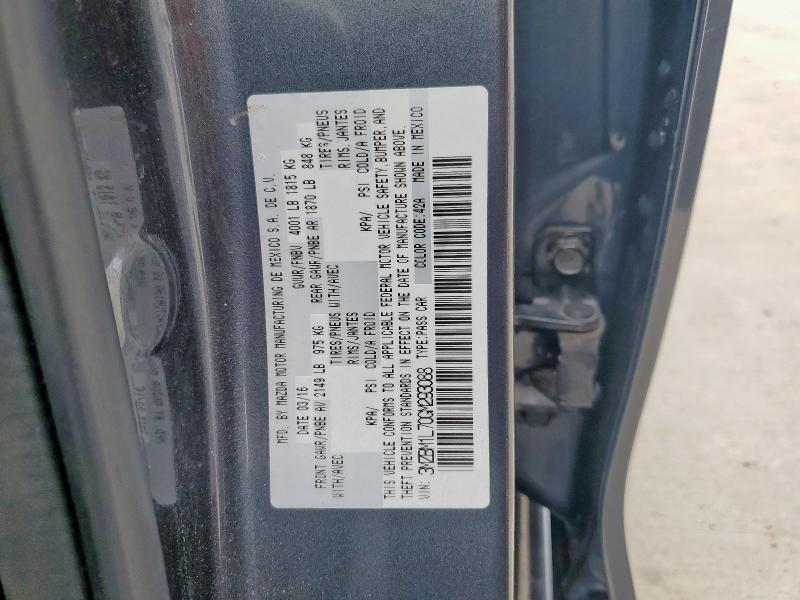 MFD. BY MAZDA MOTOR MANUFACTURING DE MEXICO S.A. DE C.V.
DATE 03/16 GVWR/PNBV 4001 LB 1815 KG
FRONT GAWR/PNBE AV 2149 LB 975 KG REAR GAWR/PNBE AR 1870 LB 848 KG
WITH/AVEC TIRES/PNEUS WITH/AVEC TIRES/PNEUS
RIMS/JANTES RIMS/JANTES
KPA/ PSI COLD/A FROID KPA/ PSI COLD/A FROID
THIS VEHICLE CONFORMS TO ALL APPLICABLE FEDERAL MOTOR VEHICLE SAFETY, BUMPER, AND
THEFT PREVENTION STANDARDS IN EFFECT ON THE DATE OF MANUFACTURE SHOWN ABOVE.
VIN: 3MZBM1L70GM293088 TYPE:PASS CAR COLOR CODE:42A MADE IN MEXICO